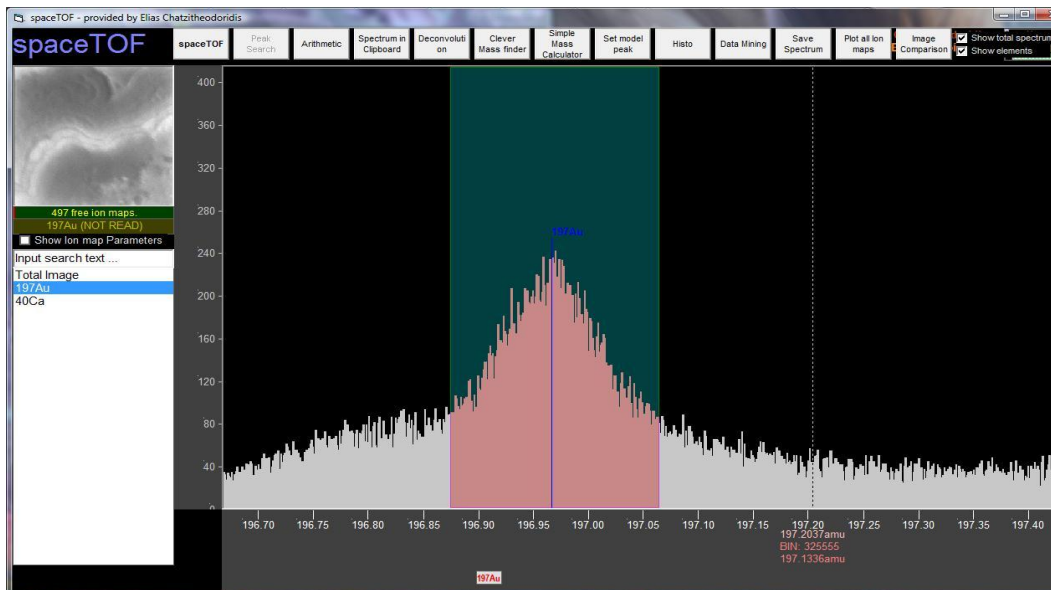 spaceTOF - provided by Elias Chatzitheodoridis
spaceTOF
spaceTOF
Peak
Search
Arithmetic
Spectrum in
Clipboard
Deconvoluti
on
Clever
Mass finder
Simple
Mass
Calculator
Set model
peak
Histo
Data Mining
Save
Spectrum
Plot all Ion
maps
Image
Comparison
Show total spectrum
Show elements
497 free ion maps.
197Au (NOT READ)
Show Ion map Parameters
Input search text ...
Total Image
197Au
40Ca
400
360
320
280
240
200
160
120
80
40
0
197Au
196.70
196.75
196.80
196.85
196.90
196.95
197.00
197.05
197.10
197.15
197.20
197.25
197.30
197.35
197.40
197.2037amu
BIN: 325555
197.1336amu
197Au